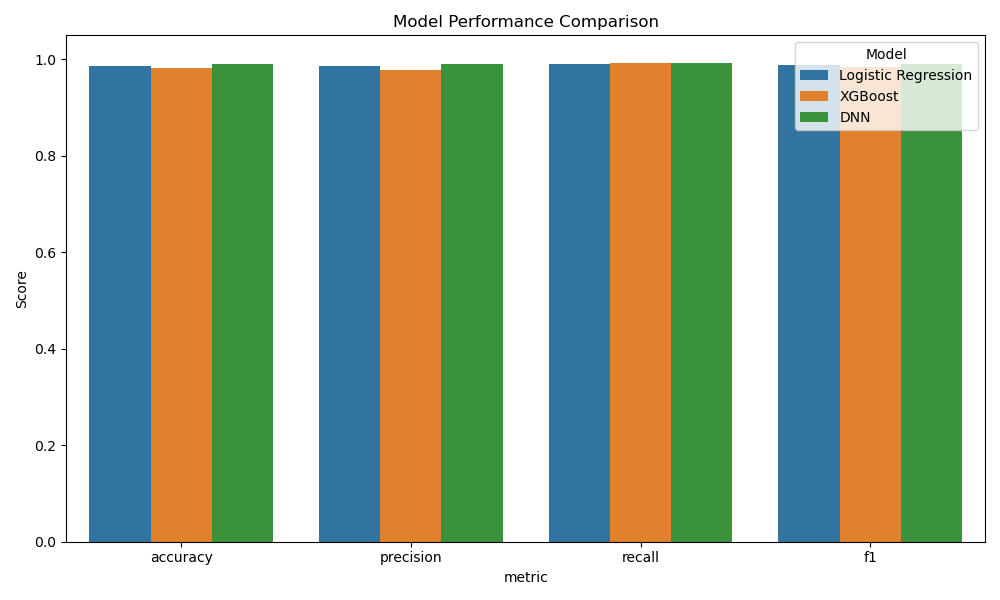 Model Performance Comparison
Score
1.0
0.8
0.6
0.4
0.2
0.0
Model
Logistic Regression
XGBoost
DNN
accuracy
precision
recall
f1
metric